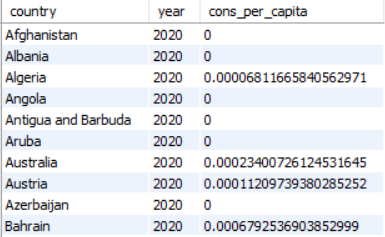 country year cons_per_capita
Afghanistan 2020 0
Albania 2020 0
Algeria 2020 0.00006811665840562971
Angola 2020 0
Antigua and Barbuda 2020 0
Aruba 2020 0
Australia 2020 0.00023400726124531645
Austria 2020 0.00011209739380285252
Azerbaijan 2020 0
Bahrain 2020 0.0006792536903852999